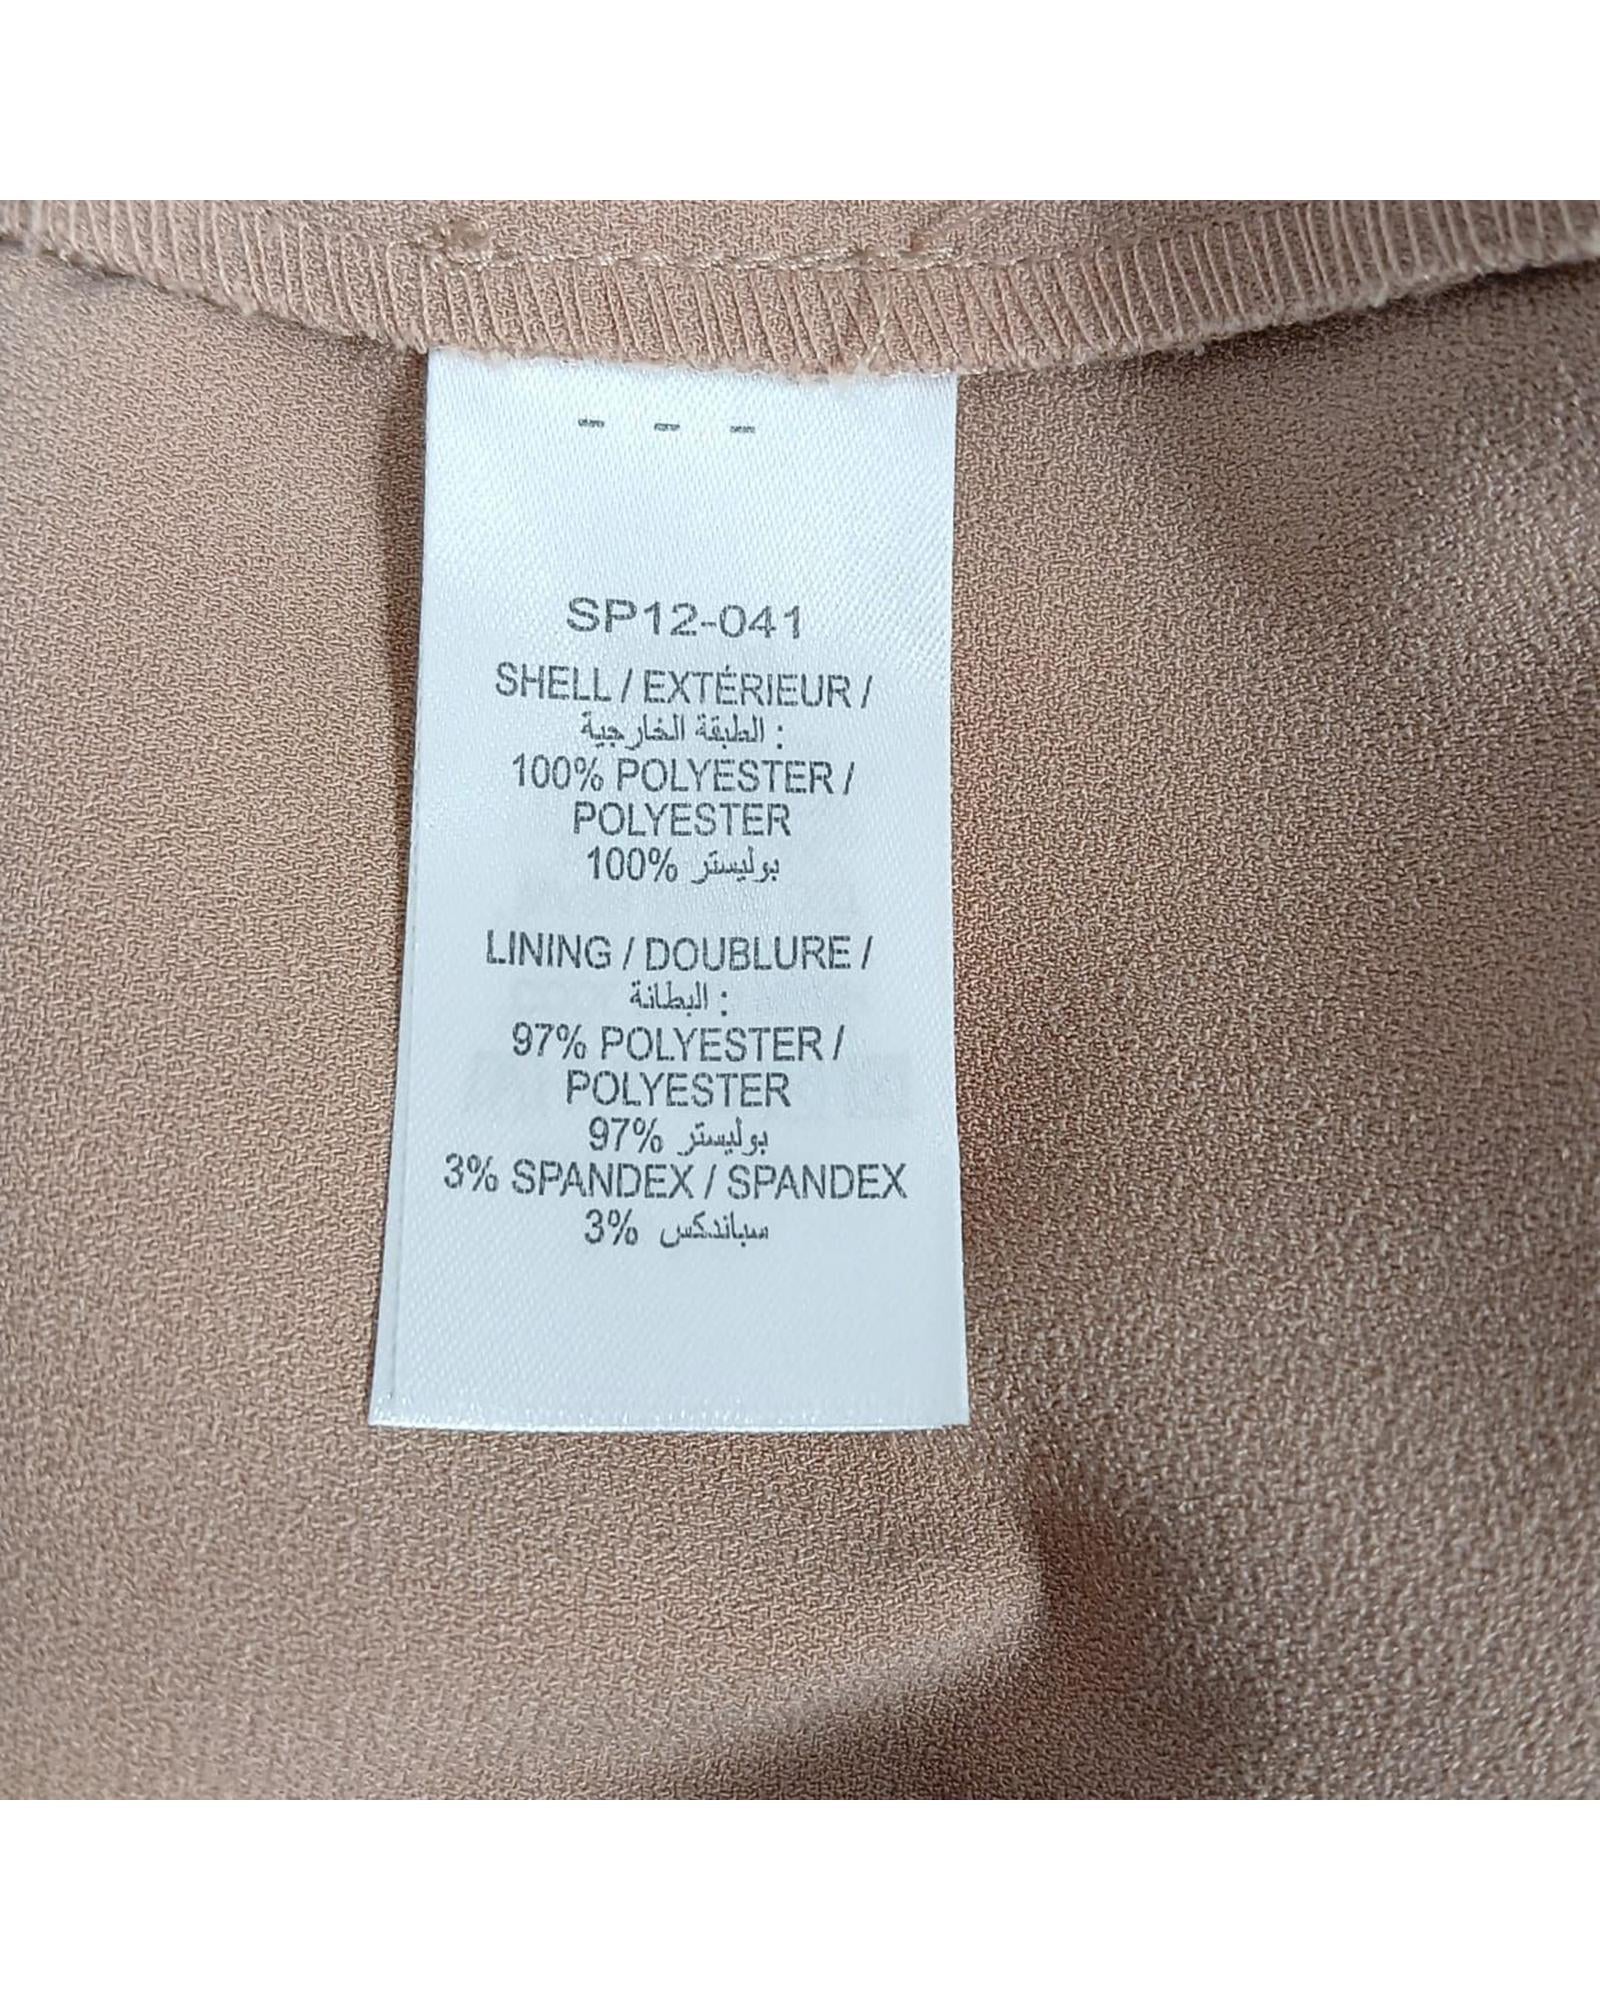 SP12-041
SHELL / EXTÉRIEUR /
الطبقة الخارجية :
100% POLYESTER /
POLYESTER
100% بوليستر
LINING / DOUBLURE /
البطانة :
97% POLYESTER /
POLYESTER
97% بوليستر
3% SPANDEX / SPANDEX
3% سباندكس